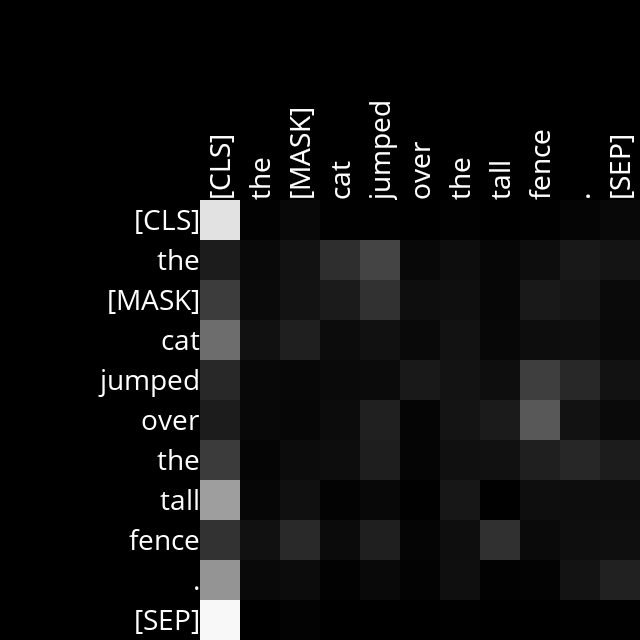 [CLS] the [MASK] cat jumped over the tall fence . [SEP]
[CLS]
the
[MASK]
cat
jumped
over
the
tall
fence
.
[SEP]